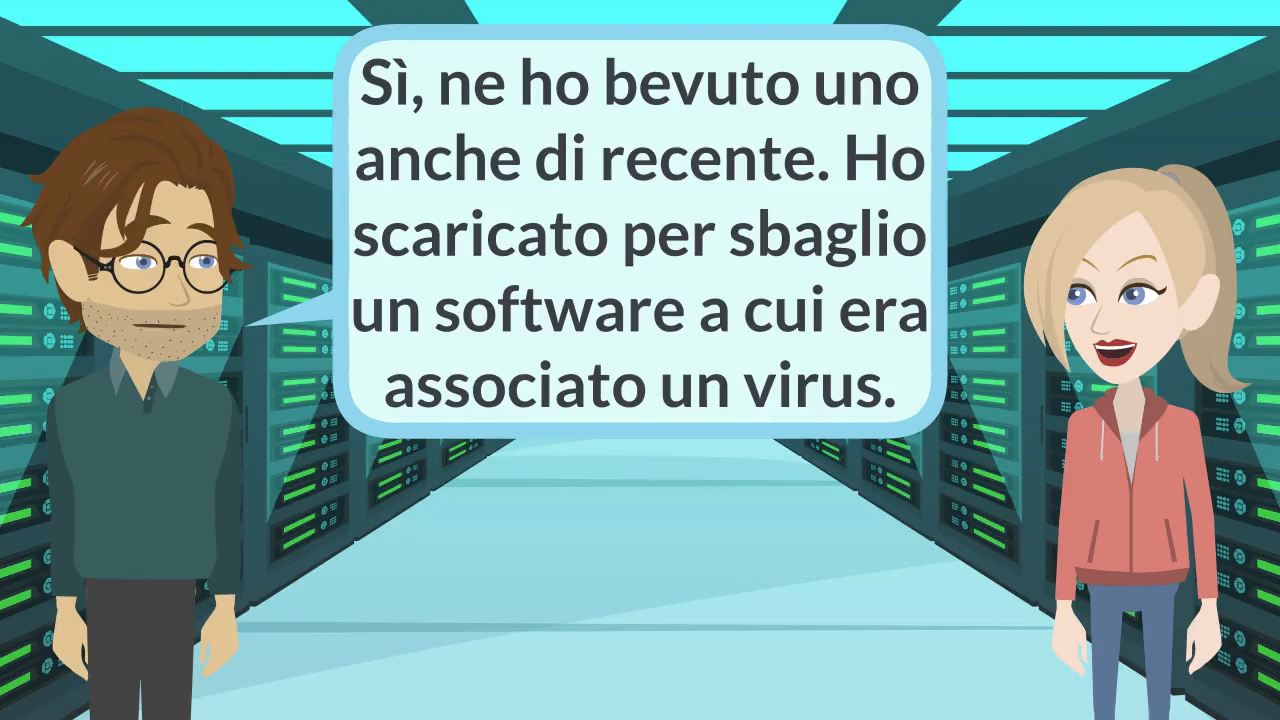 Sì, ne ho bevuto uno
anche di recente. Ho
scaricato per sbaglio
un software a cui era
associato un virus.